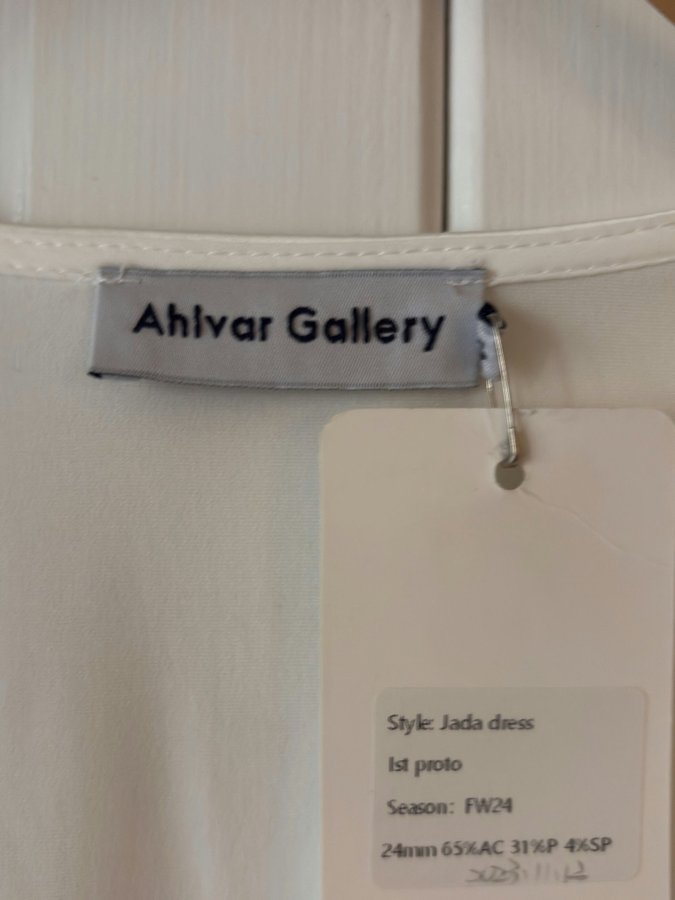 Ahlvar Gallery
Style: Jada dress
1st proto
Season: FW24
24mm 65%AC 31%P 4%SP